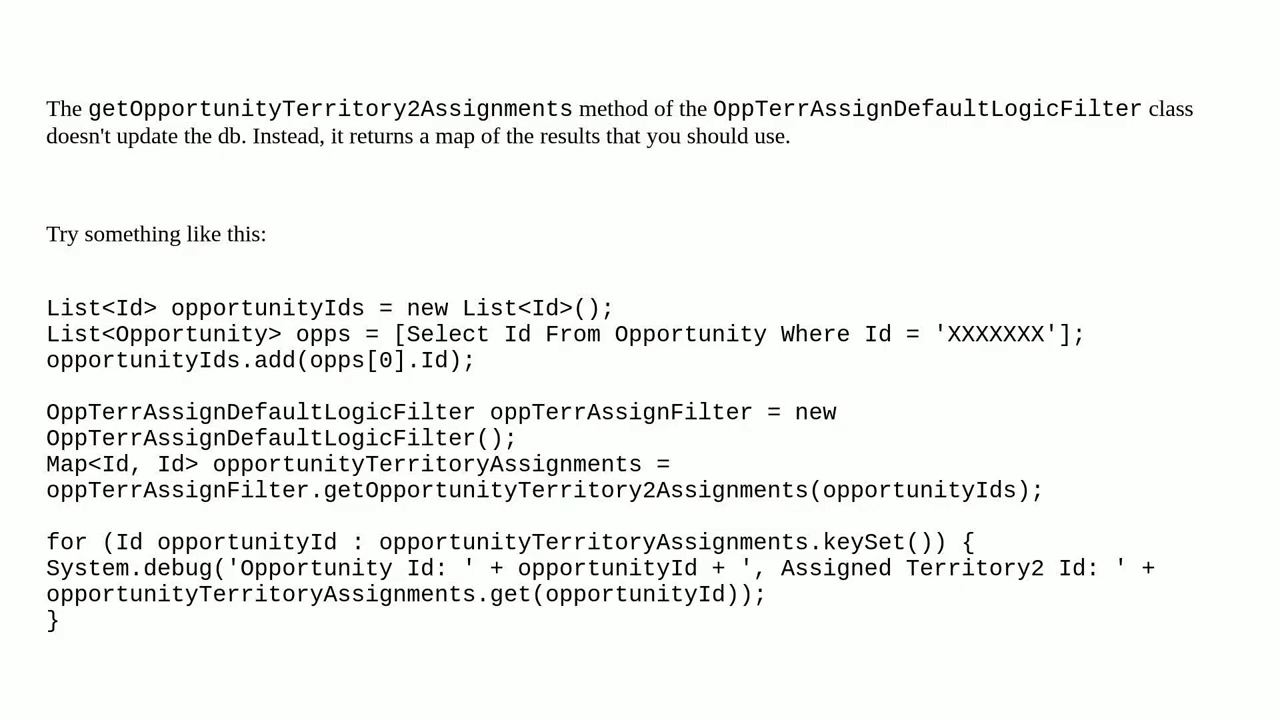 The getOpportunityTerritory2Assignments method of the OppTerrAssignDefaultLogicFilter class
doesn't update the db. Instead, it returns a map of the results that you should use.
Try something like this:
List<Id> opportunityIds = new List<Id>();
List<Opportunity> opps = [Select Id From Opportunity Where Id = 'XXXXXXX'];
opportunityIds.add(opps[0].Id);
OppTerrAssignDefaultLogicFilter oppTerrAssignFilter = new
OppTerrAssignDefaultLogicFilter();
Map<Id, Id> opportunityTerritoryAssignments =
oppTerrAssignFilter.getOpportunityTerritory2Assignments(opportunityIds);
for (Id opportunityId : opportunityTerritoryAssignments.keySet()) {
System.debug('Opportunity Id: ' + opportunityId + ', Assigned Territory2 Id: ' +
opportunityTerritoryAssignments.get(opportunityId));
}